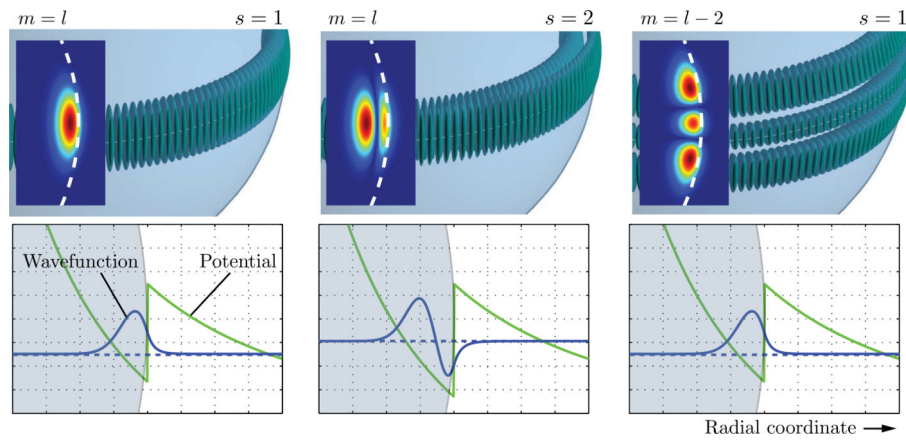 m = l s = 1
m = l s = 2
m = l − 2 s = 1
Wavefunction Potential
Radial coordinate